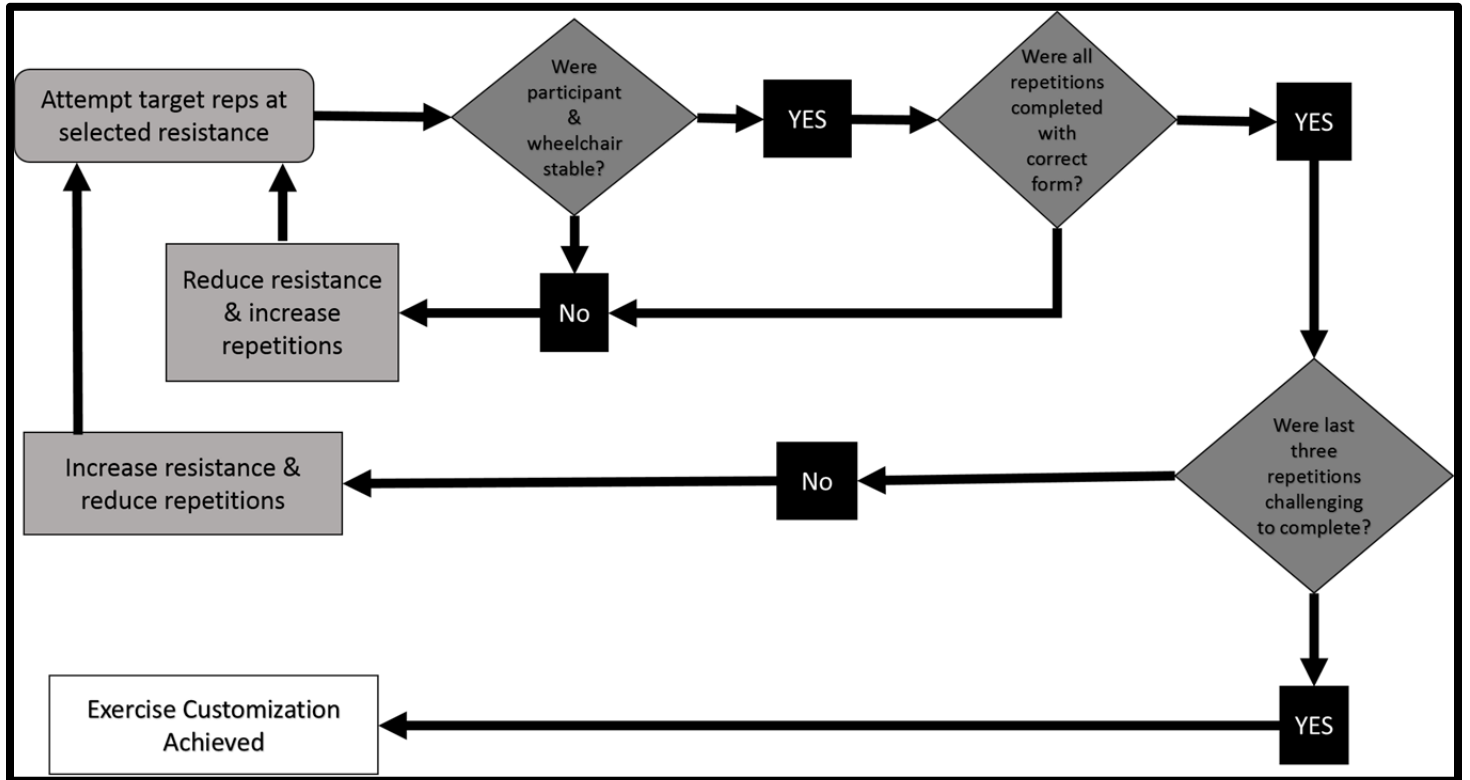 Attempt target reps at
selected resistance
Were
participant
&
wheelchair
stable?
YES
Were all
repetitions
completed
with
correct
form?
YES
Reduce resistance
& increase
repetitions
No
Increase resistance &
reduce repetitions
No
Were last
three
repetitions
challenging
to complete?
Exercise Customization
Achieved
YES